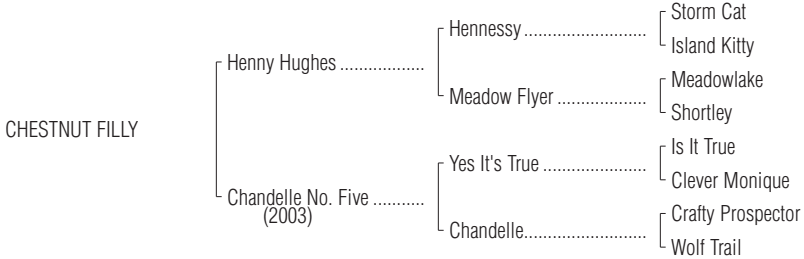 Storm Cat
Hennessy ..........................
Island Kitty
Henny Hughes ..................
Meadowlake
Meadow Flyer ...................
Shortley
CHESTNUT FILLY
Is It True
Yes It's True ......................
Clever Monique
Chandelle No. Five ...........
(2003)
Crafty Prospector
Chandelle..........................
Wolf Trail